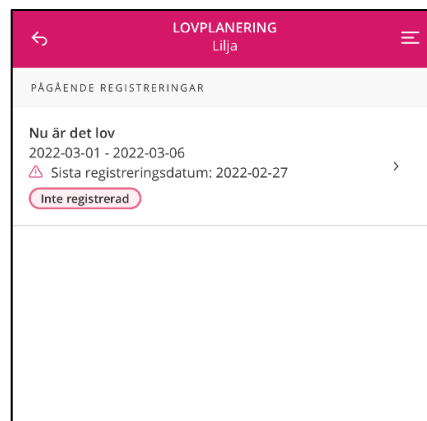 LOVPLANERING
Lilja
PÅGÅENDE REGISTRERINGAR
Nu är det lov
2022-03-01 - 2022-03-06
Sista registreringsdatum: 2022-02-27
Inte registrerad